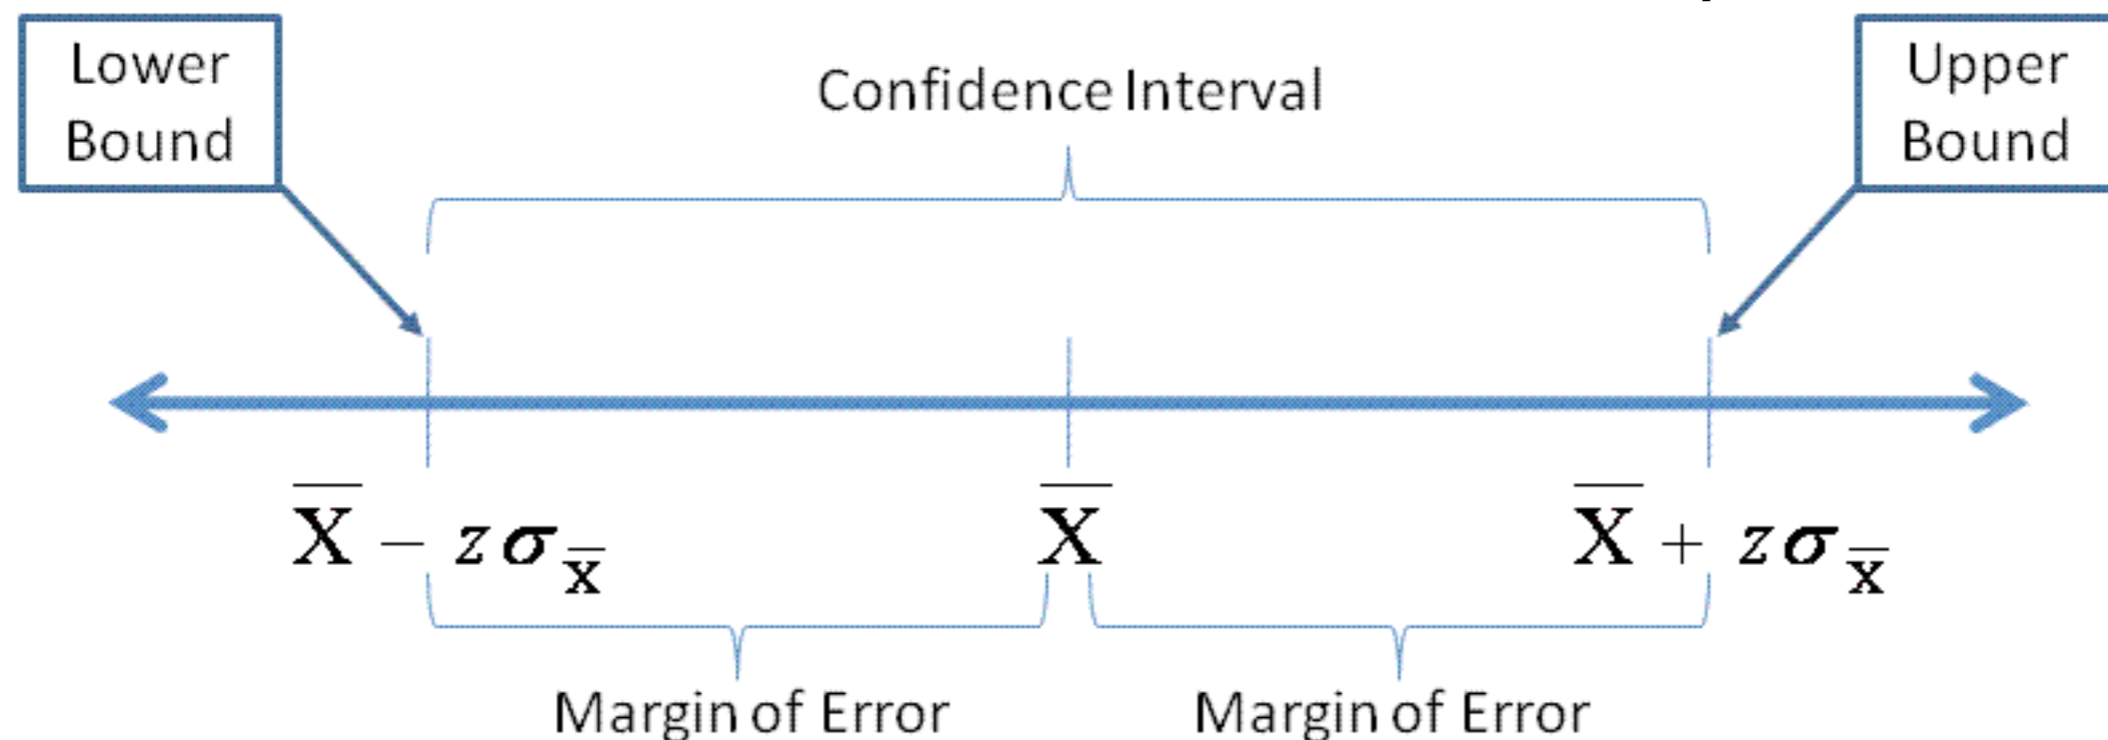 Lower
Bound
Confidence Interval
Upper
Bound
X̅ − zσx̅
X̅
X̅ + zσx̅
Margin of Error
Margin of Error